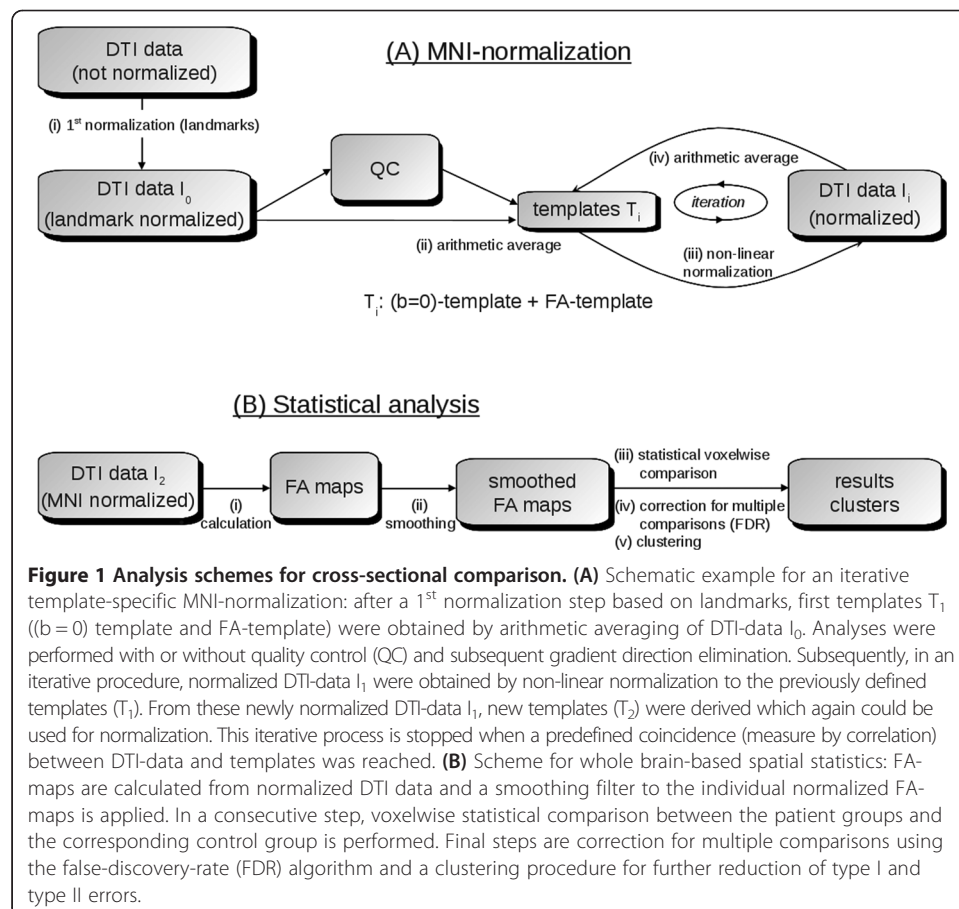 (A) MNI-normalization
DTI data
(not normalized)
(i) 1st normalization (landmarks)
DTI data I0
(landmark normalized)
QC
(ii) arithmetic average
templates Ti
(iv) arithmetic average
iteration
(iii) non-linear
normalization
DTI data Ii
(normalized)
Ti: (b=0)-template + FA-template
(B) Statistical analysis
DTI data I2
(MNI normalized)
(i)
calculation
FA maps
(ii)
smoothing
smoothed
FA maps
(iii) statistical voxelwise
comparison
(iv) correction for multiple
comparisons (FDR)
(v) clustering
results
clusters
Figure 1 Analysis schemes for cross-sectional comparison. (A) Schematic example for an iterative
template-specific MNI-normalization: after a 1st normalization step based on landmarks, first templates T1
((b = 0) template and FA-template) were obtained by arithmetic averaging of DTI-data I0. Analyses were
performed with or without quality control (QC) and subsequent gradient direction elimination. Subsequently, in an
iterative procedure, normalized DTI-data I1 were obtained by non-linear normalization to the previously defined
templates (T1). From these newly normalized DTI-data I1, new templates (T2) were derived which again could be
used for normalization. This iterative process is stopped when a predefined coincidence (measure by correlation)
between DTI-data and templates was reached. (B) Scheme for whole brain-based spatial statistics: FA-
maps are calculated from normalized DTI data and a smoothing filter to the individual normalized FA-
maps is applied. In a consecutive step, voxelwise statistical comparison between the patient groups and
the corresponding control group is performed. Final steps are correction for multiple comparisons using
the false-discovery-rate (FDR) algorithm and a clustering procedure for further reduction of type I and
type II errors.